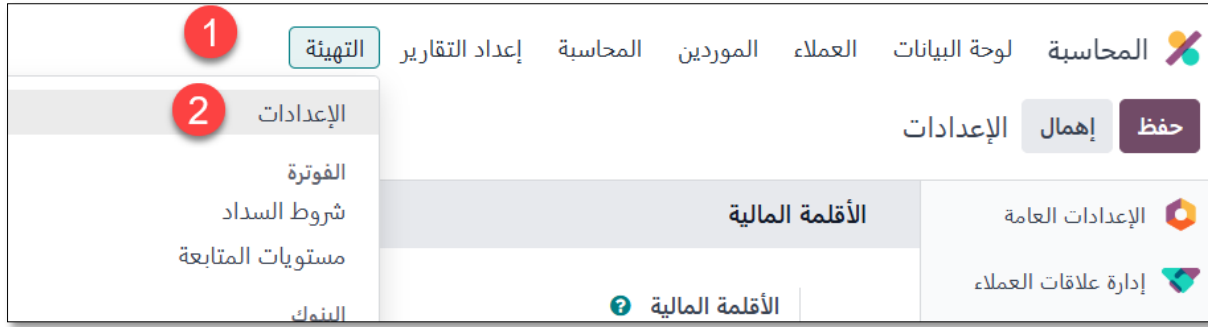 المحاسبة لوحة البيانات العملاء الموردين المحاسبة إعداد التقارير التهيئة 1
حفظ إهمال الإعدادات
الإعدادات 2
الفوترة
شروط السداد
مستويات المتابعة
البنوك
الإعدادات العامة
إدارة علاقات العملاء
الأقلمة المالية
الأقلمة المالية ?